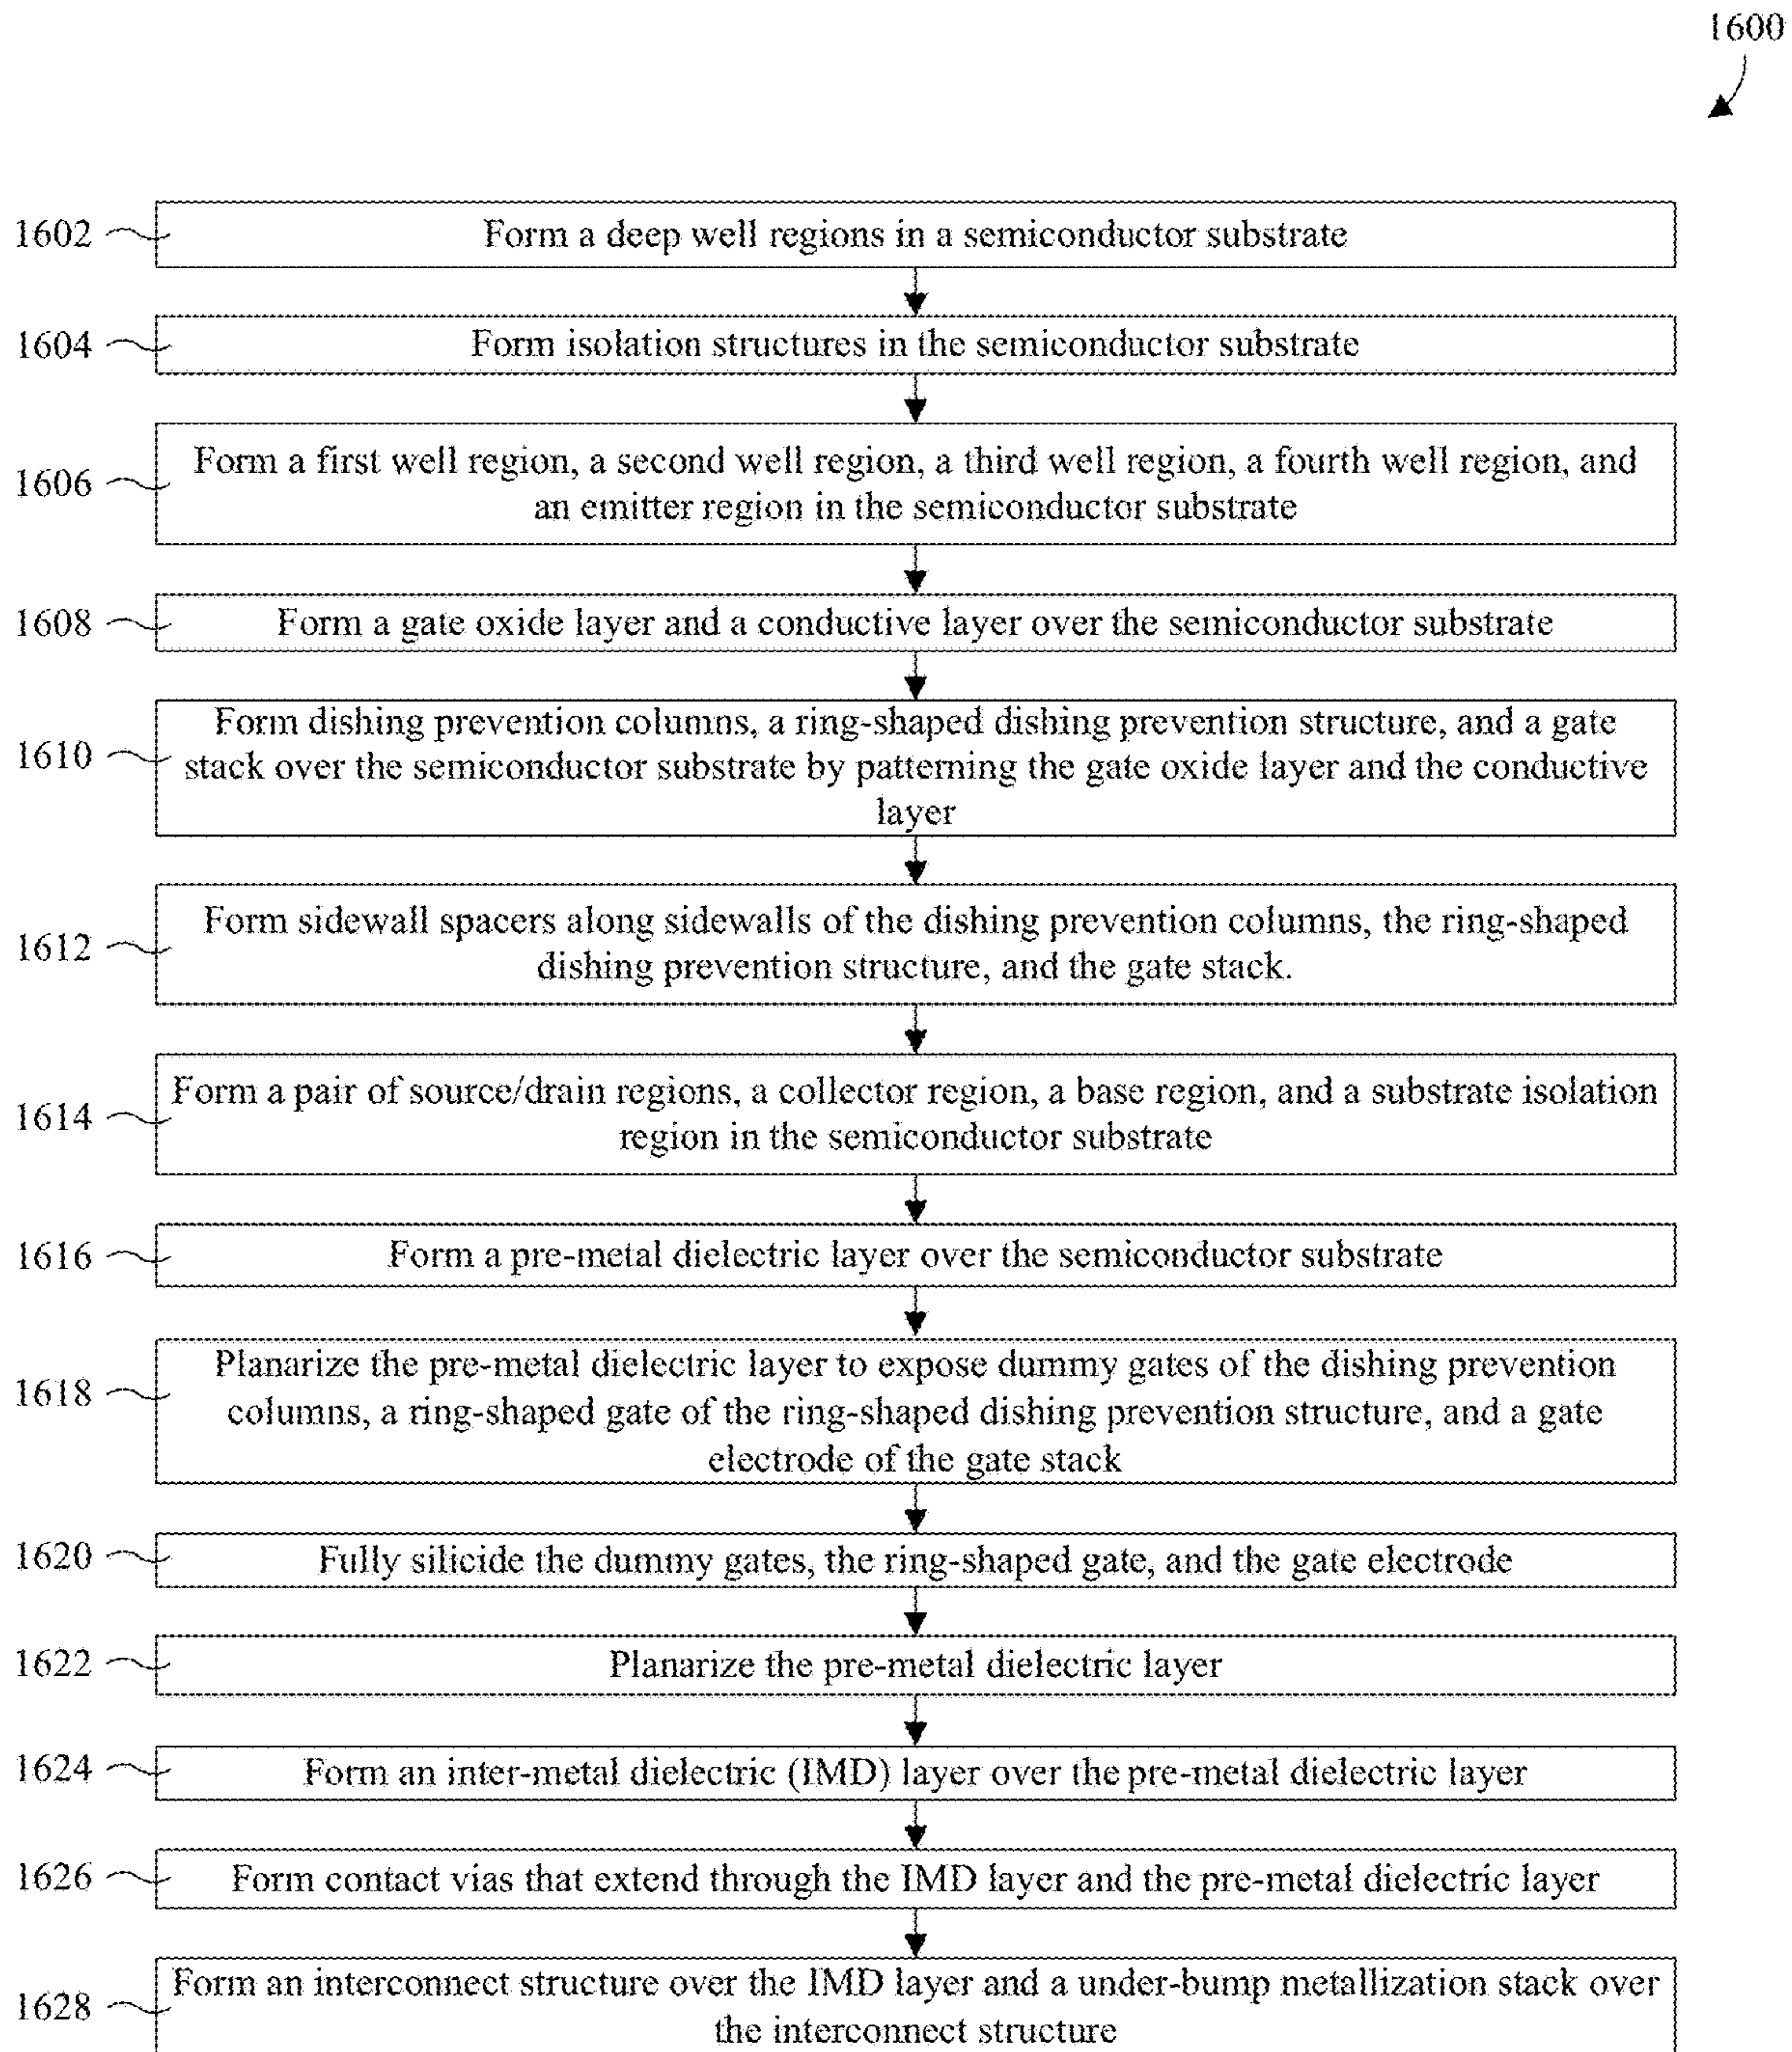 1600
1602 Form a deep well regions in a semiconductor substrate
1604 Form isolation structures in the semiconductor substrate
Form a first well region, a second well region, a third well region, a fourth well region, and
1606
an emitter region in the semiconductor substrate
1608 Form a gate oxide layer and a conductive layer over the semiconductor substrate
Form dishing prevention columns, a ring-shaped dishing prevention structure, and a gate
1610
stack over the semiconductor substrate by patterning the gate oxide layer and the conductive
layer
Form sidewall spacers along sidewalls of the dishing prevention columns, the ring-shaped
1612
dishing prevention structure, and the gate stack.
Form a pair of source/drain regions, a collector region, a base region, and a substrate isolation
1614
region in the semiconductor substrate
1616 Form a pre-metal dielectric layer over the semiconductor substrate
Planarize the pre-metal dielectric layer to expose dummy gates of the dishing prevention
1618
columns, a ring-shaped gate of the ring-shaped dishing prevention structure, and a gate
electrode of the gate stack
1620 Fully silicide the dummy gates, the ring-shaped gate, and the gate electrode
1622 Planarize the pre-metal dielectric layer
1624 Form an inter-metal dielectric (IMD) layer over the pre-metal dielectric layer
1626 Form contact vias that extend through the IMD layer and the pre-metal dielectric layer
Form an interconnect structure over the IMD layer and a under-bump metallization stack over
1628
the interconnect structure